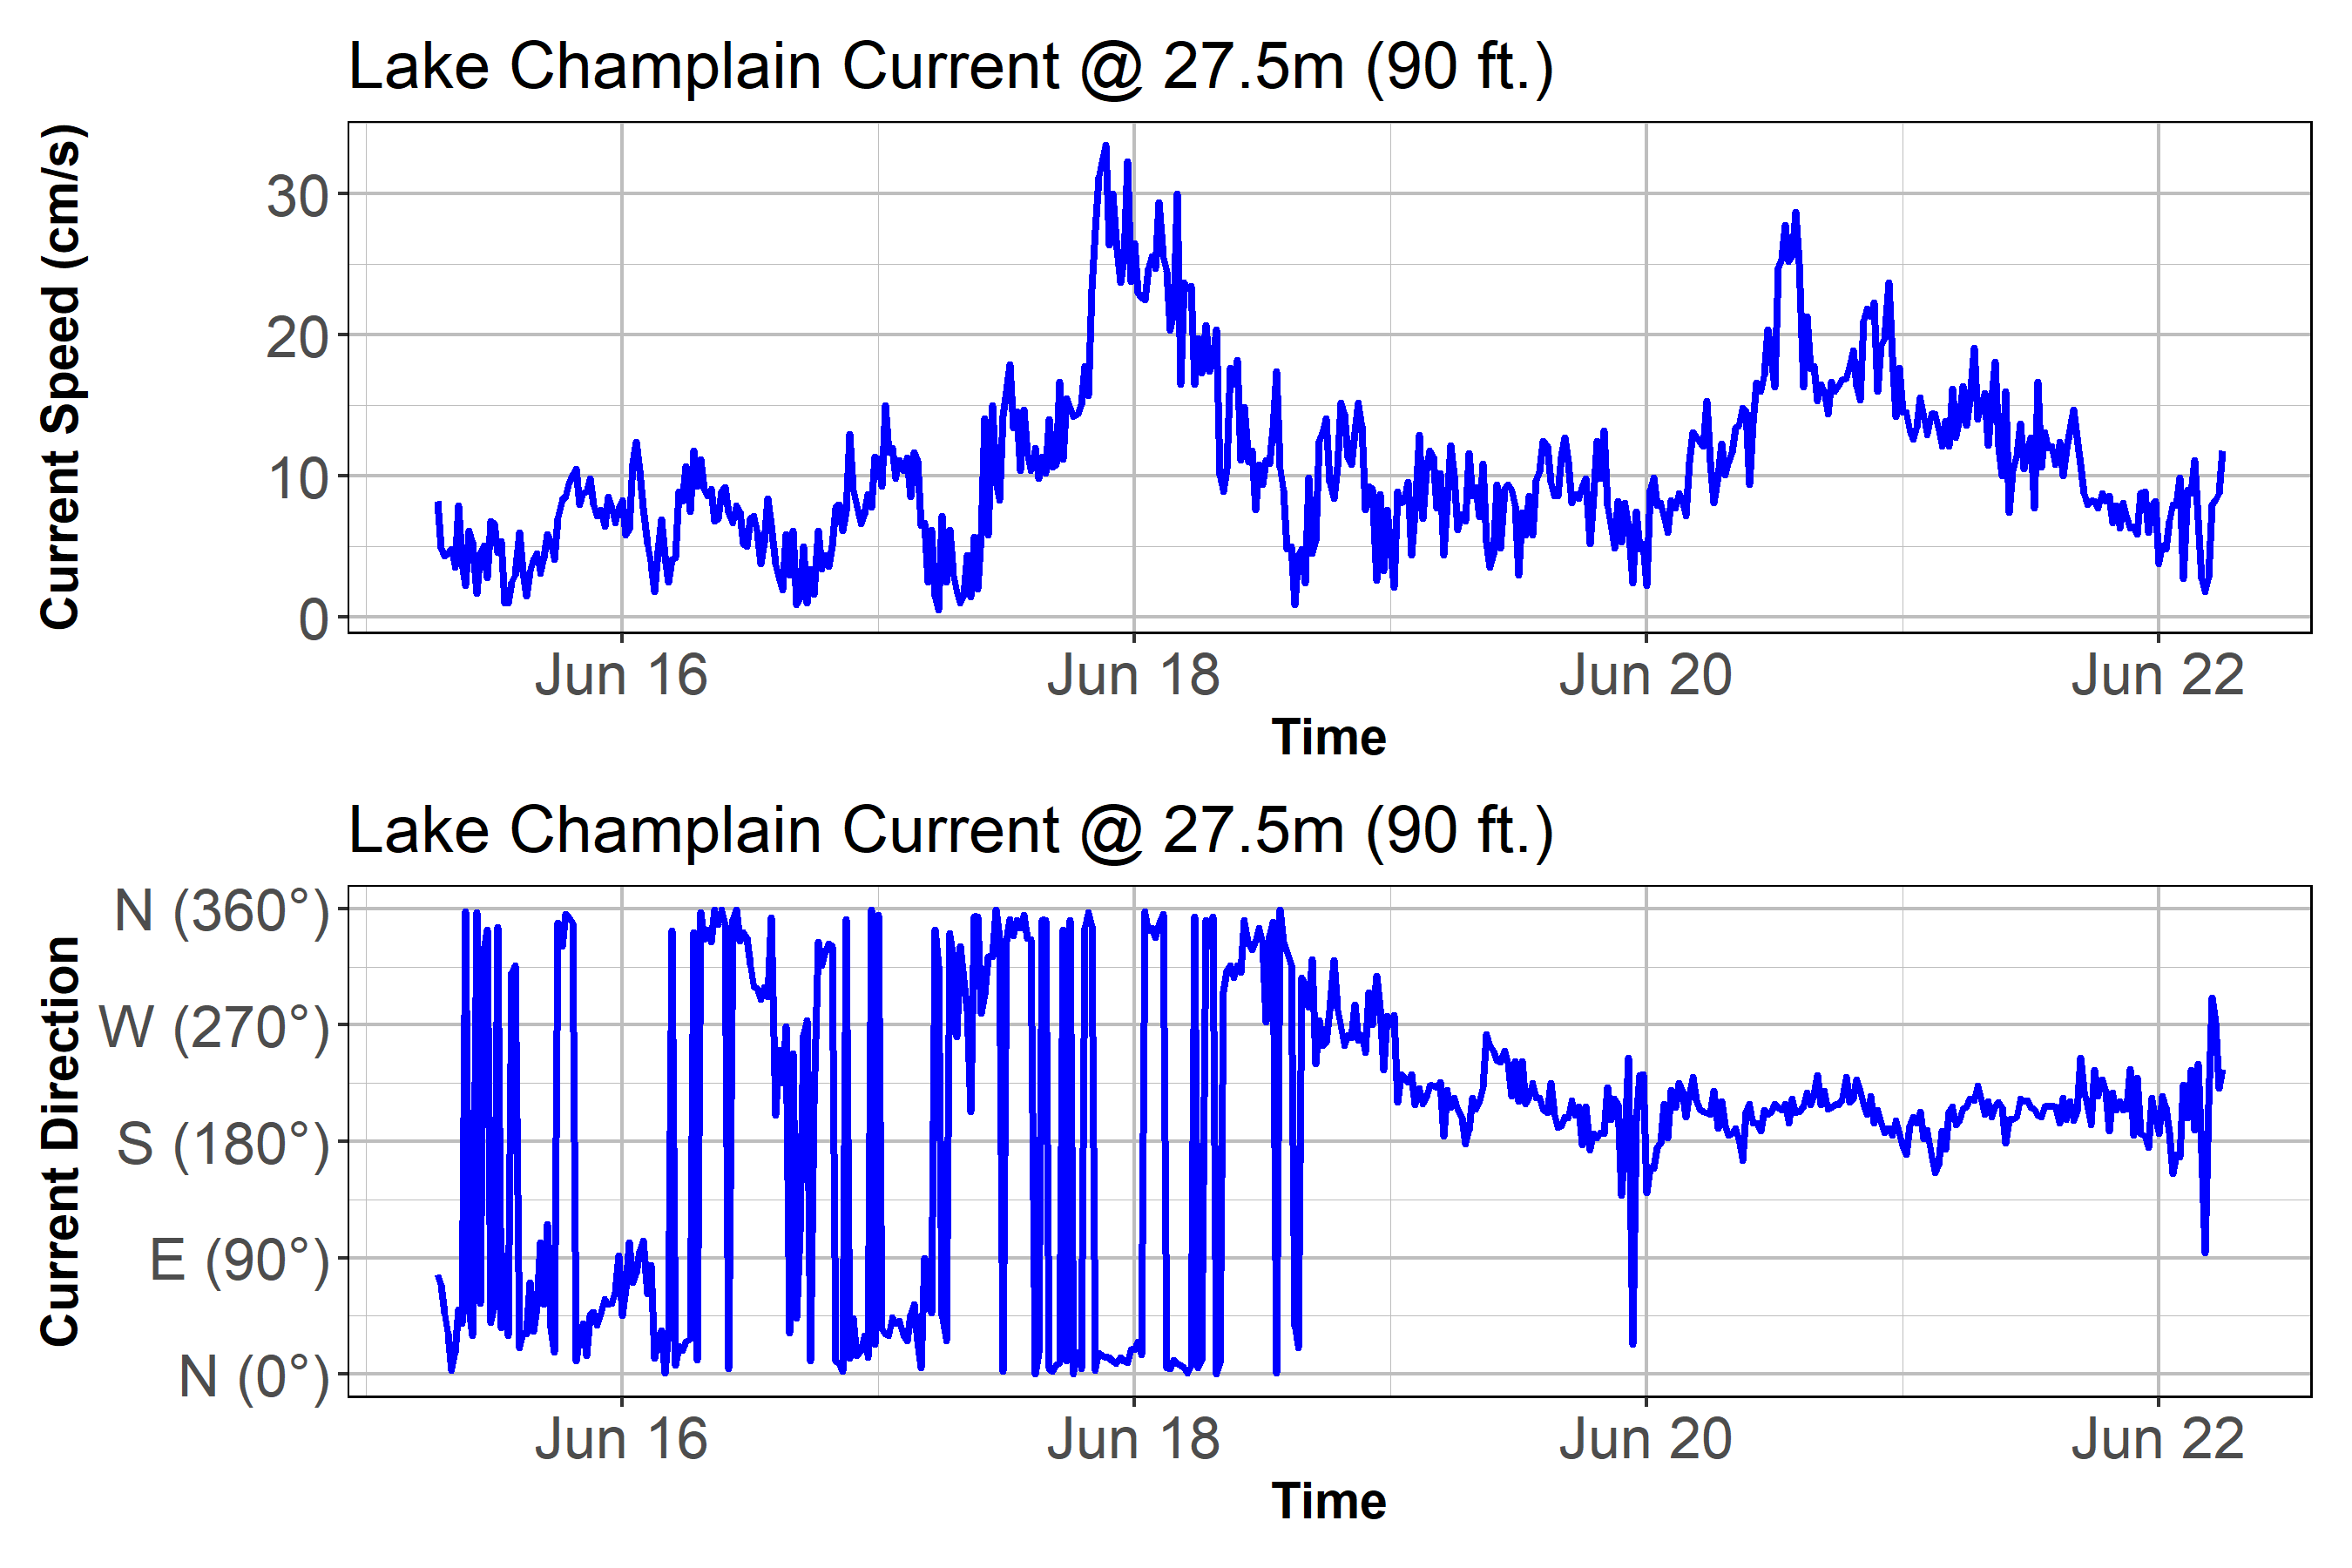 Lake Champlain Current @ 27.5m (90 ft.)
Current Speed (cm/s)
30
20
10
0
Jun 16 Jun 18 Jun 20 Jun 22
Time
Lake Champlain Current @ 27.5m (90 ft.)
Current Direction
N (360°)
W (270°)
S (180°)
E (90°)
N (0°)
Jun 16 Jun 18 Jun 20 Jun 22
Time